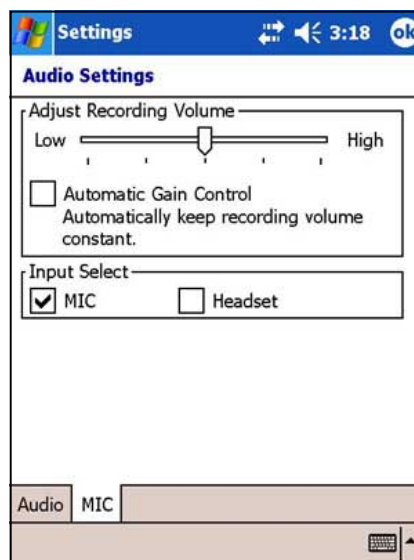 Settings 3:18 ok
Audio Settings
Adjust Recording Volume
Low High
Automatic Gain Control
Automatically keep recording volume
constant.
Input Select
MIC Headset
Audio MIC